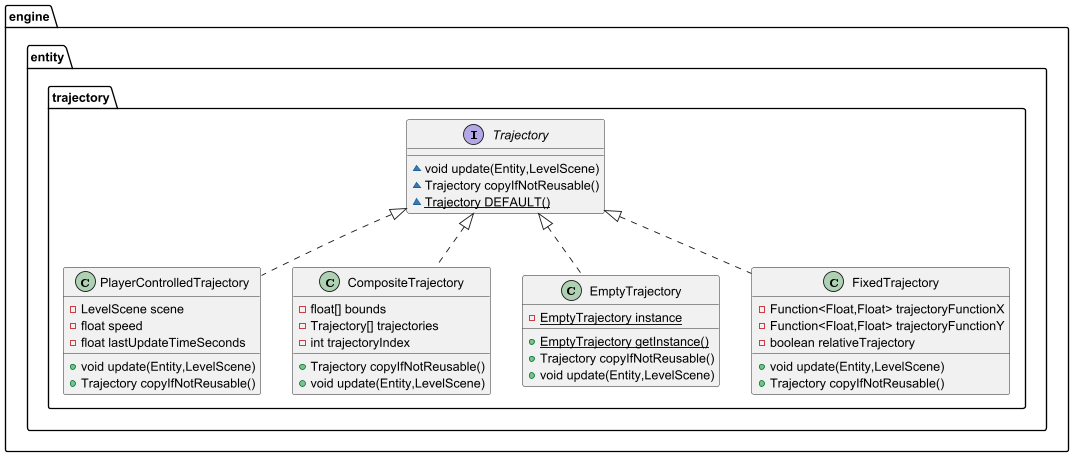 engine
entity
trajectory
I Trajectory
void update(Entity,LevelScene)
Trajectory copyIfNotReusable()
Trajectory DEFAULT()
C PlayerControlledTrajectory
LevelScene scene
float speed
float lastUpdateTimeSeconds
void update(Entity,LevelScene)
Trajectory copyIfNotReusable()
C CompositeTrajectory
float[] bounds
Trajectory[] trajectories
int trajectoryIndex
Trajectory copyIfNotReusable()
void update(Entity,LevelScene)
C EmptyTrajectory
EmptyTrajectory instance
EmptyTrajectory getInstance()
Trajectory copyIfNotReusable()
void update(Entity,LevelScene)
C FixedTrajectory
Function<Float,Float> trajectoryFunctionX
Function<Float,Float> trajectoryFunctionY
boolean relativeTrajectory
void update(Entity,LevelScene)
Trajectory copyIfNotReusable()